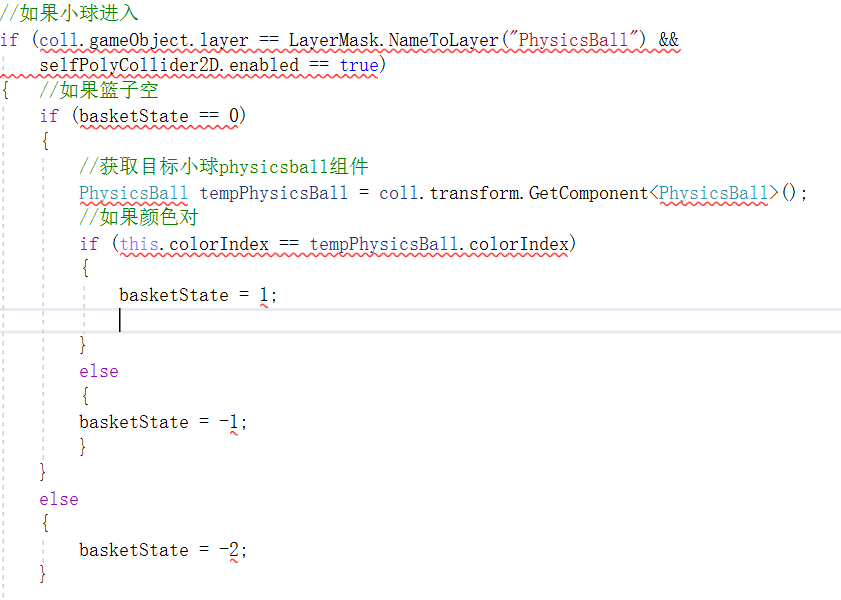 //如果小球进入
if (coll.gameObject.layer == LayerMask.NameToLayer("PhysicsBall") &&
selfPolyCollider2D.enabled == true)
{ //如果篮子空
if (basketState == 0)
{
//获取目标小球physicsball组件
PhysicsBall tempPhysicsBall = coll.transform.GetComponent<PhysicsBall>();
//如果颜色对
if (this.colorIndex == tempPhysicsBall.colorIndex)
{
basketState = 1;
}
else
{
basketState = -1;
}
}
else
{
basketState = -2;
}